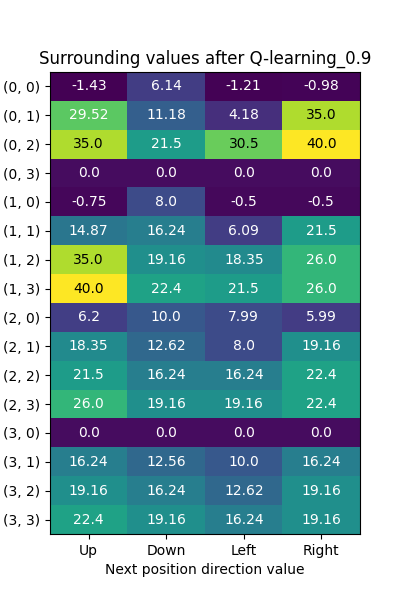 Surrounding values after Q-learning_0.9
(0, 0) -1.43 6.14 -1.21 -0.98
(0, 1) 29.52 11.18 4.18 35.0
(0, 2) 35.0 21.5 30.5 40.0
(0, 3) 0.0 0.0 0.0 0.0
(1, 0) -0.75 8.0 -0.5 -0.5
(1, 1) 14.87 16.24 6.09 21.5
(1, 2) 35.0 19.16 18.35 26.0
(1, 3) 40.0 22.4 21.5 26.0
(2, 0) 6.2 10.0 7.99 5.99
(2, 1) 18.35 12.62 8.0 19.16
(2, 2) 21.5 16.24 16.24 22.4
(2, 3) 26.0 19.16 19.16 22.4
(3, 0) 0.0 0.0 0.0 0.0
(3, 1) 16.24 12.56 10.0 16.24
(3, 2) 19.16 16.24 12.62 19.16
(3, 3) 22.4 19.16 16.24 19.16
Up Down Left Right
Next position direction value